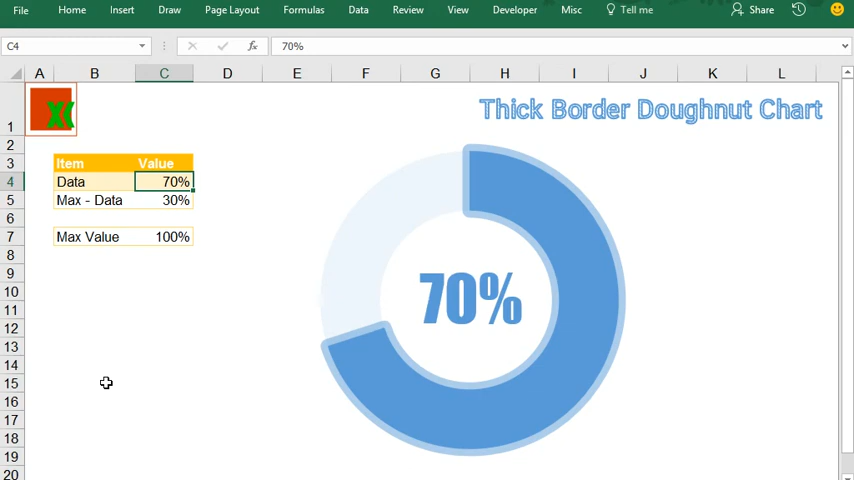 File Home Insert Draw Page Layout Formulas Data Review View Developer Misc Tell me Share
C4 fx 70%
A B C D E F G H I J K L
1 Thick Border Doughnut Chart
2
3 Item Value
4 Data 70%
5 Max - Data 30%
6
7 Max Value 100%
8
9
10
70%
11
12
13
14
15
16
17
18
19
20